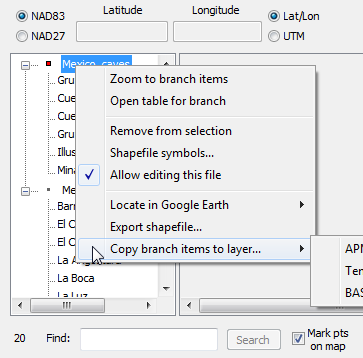 NAD83 Latitude Longitude Lat/Lon
NAD27 UTM
Mexico_caves
Gru
Cue
Cue
Gru
Illus
Mina
Me
Barr
El C
El C
El C
La
La Boca
La Luz
Zoom to branch items
Open table for branch
Remove from selection
Shapefile symbols...
Allow editing this file
Locate in Google Earth
Export shapefile...
Copy branch items to layer...
APN
Ten
BAS
20 Find: Search Mark pts
on map